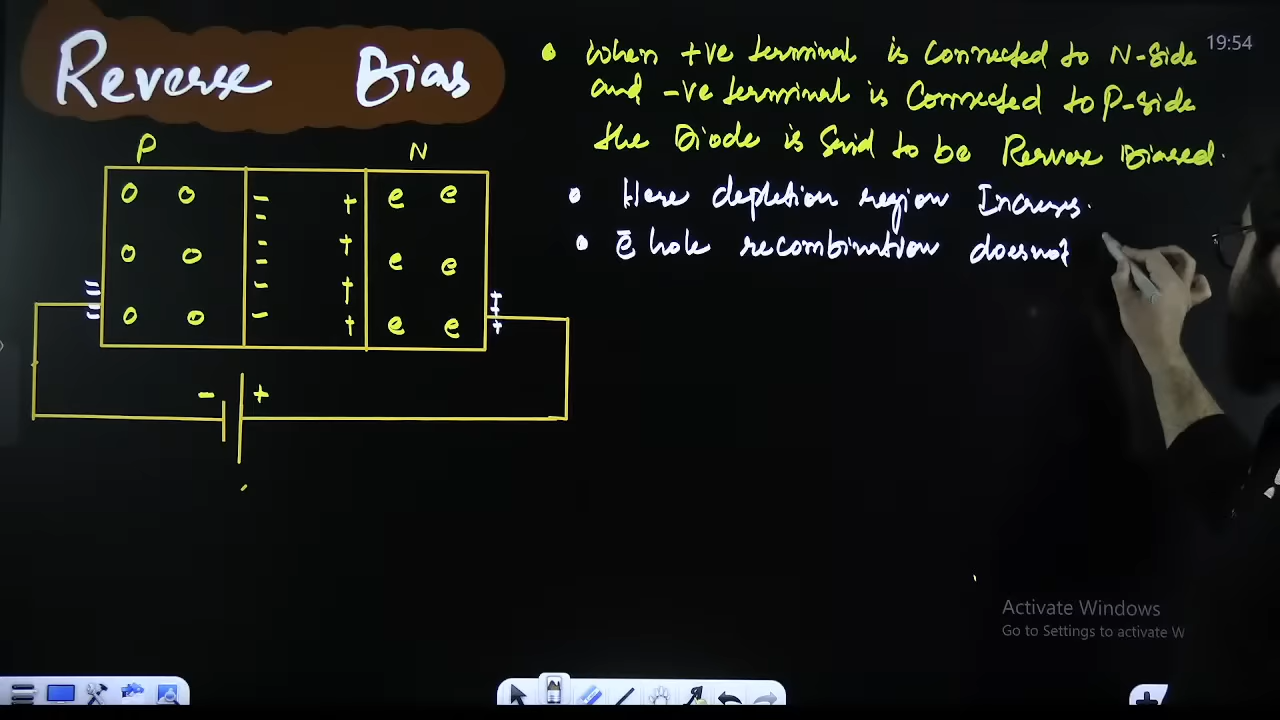 Reverse Bias
19:54
• When +ve terminal is Connected to N-Side
and -ve terminal is Connected to P-side
the Diode is Said to be Reverse Biased.
• Here depletion region Increases.
• ē hole recombination doesnot
P N
o o - + e e
-
o o - + e e
-
o o - + e e
- +
- +
Activate Windows
Go to Settings to activate W